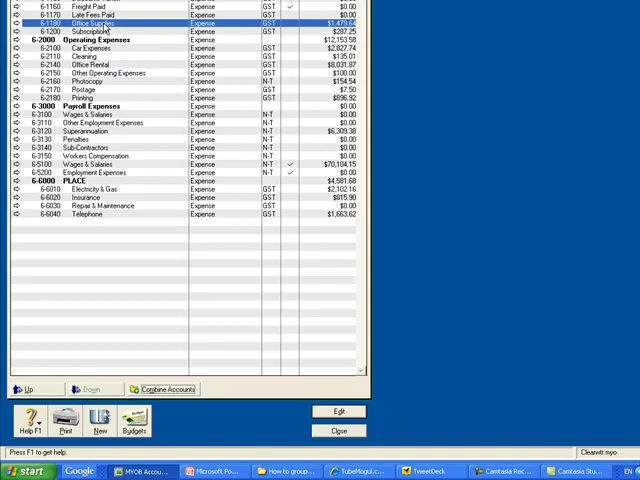 6-1160 Freight Paid Expense GST $0.00
6-1170 Late Fees Paid Expense GST $0.00
6-1180 Office Supplies Expense GST $1,479.64
6-1200 Subscriptions Expense GST $287.25
6-2000 Operating Expenses Expense $12,153.58
6-2100 Car Expenses Expense GST $2,827.74
6-2110 Cleaning Expense GST $135.01
6-2140 Office Rental Expense GST $8,031.87
6-2150 Other Operating Expenses Expense GST $100.00
6-2160 Photocopy Expense GST $154.54
6-2170 Postage Expense GST $7.50
6-2180 Printing Expense GST $896.92
6-3000 Payroll Expenses Expense $0.00
6-3100 Wages & Salaries Expense N-T $0.00
6-3110 Other Employment Expenses Expense N-T $0.00
6-3120 Superannuation Expense N-T $6,309.38
6-3130 Penalties Expense N-T $0.00
6-3140 Sub-Contractors Expense N-T $0.00
6-3150 Workers Compensation Expense N-T $0.00
6-5100 Wages & Salaries Expense N-T $70,104.15
6-5200 Employment Expenses Expense N-T $0.00
6-6000 PLACE Expense $4,581.68
6-6010 Electricity & Gas Expense GST $2,102.16
6-6020 Insurance Expense GST $815.90
6-6030 Repair & Maintenance Expense GST $0.00
6-6040 Telephone Expense GST $1,663.62
Up Down Combine Accounts
Edit
Help F1 Print New Budgets Close
Press F1 to get help. Clearwtr.myo
start Google MYOB Accou... Microsoft Po... How to group... TubeMogul.c... TweetDeck Camtasia Rec... Camtasia Stu... EN